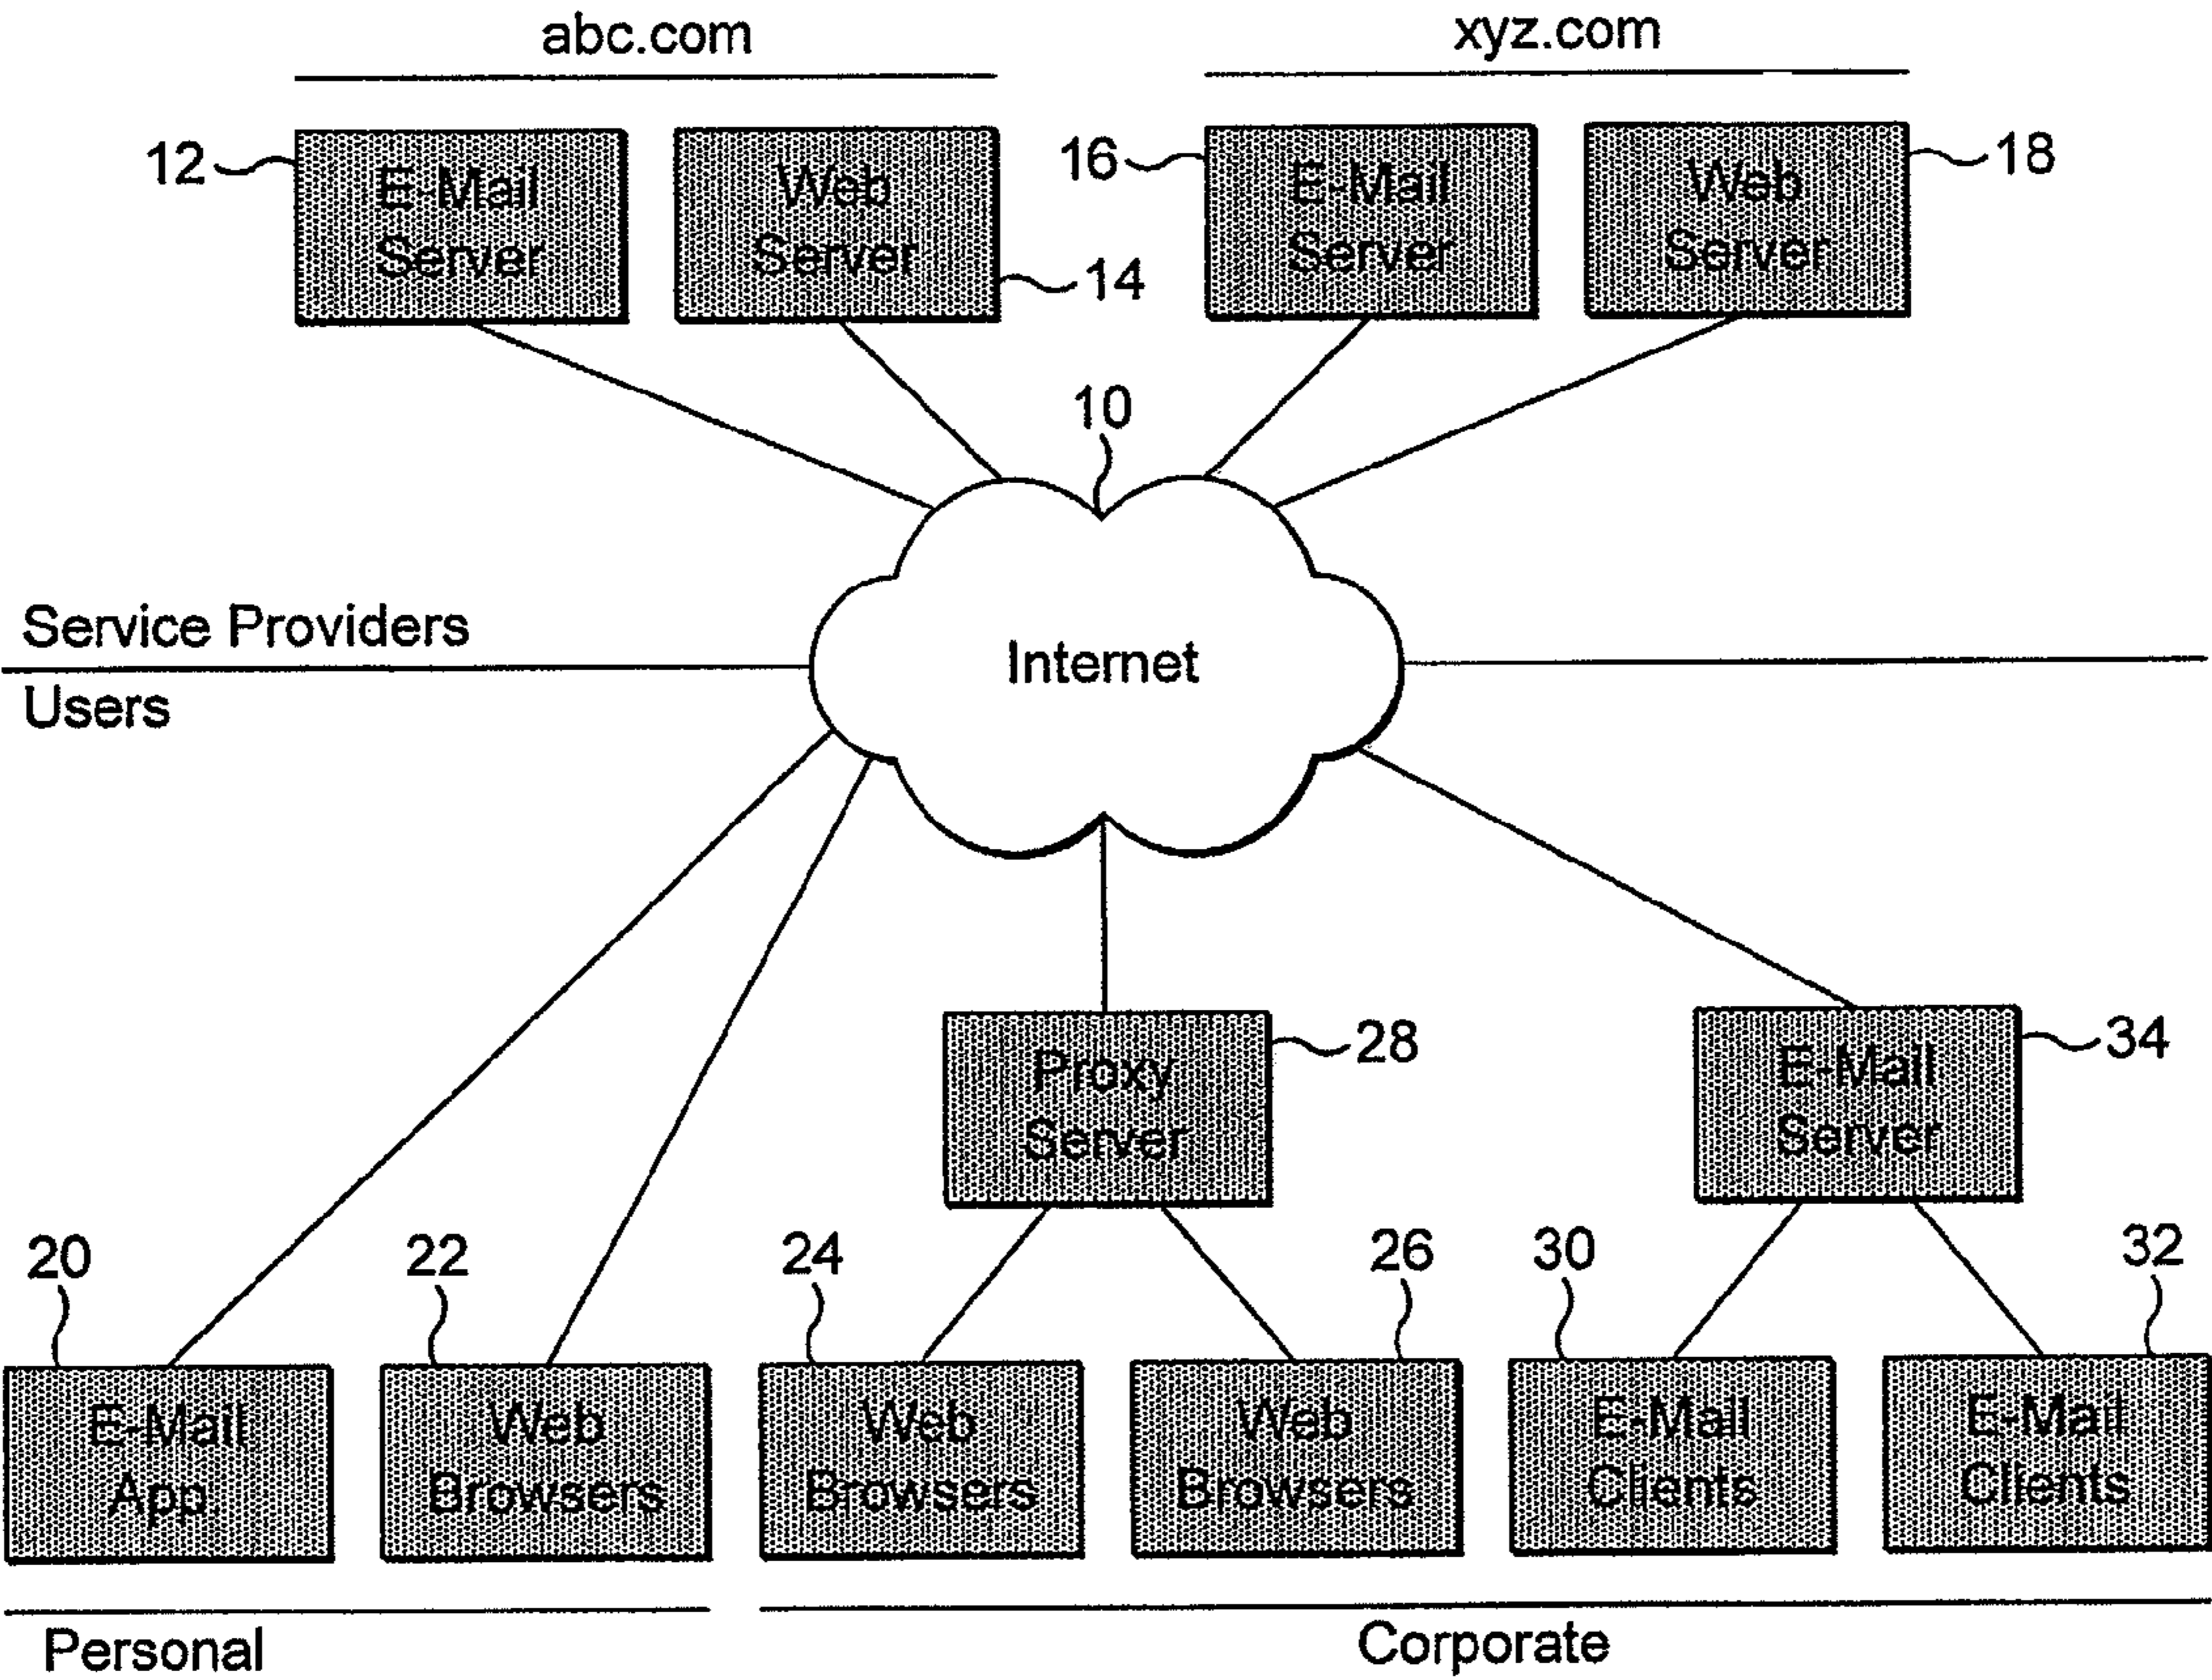 abc.com
xyz.com
12
E-Mail
Server
Web
Server
14
16
E-Mail
Server
Web
Server
18
10
Service Providers
Internet
Users
Proxy
Server
28
E-Mail
Server
34
20
22
24
26
30
32
E-Mail
App.
Web
Browsers
Web
Browsers
Web
Browsers
E-Mail
Clients
E-Mail
Clients
Personal
Corporate